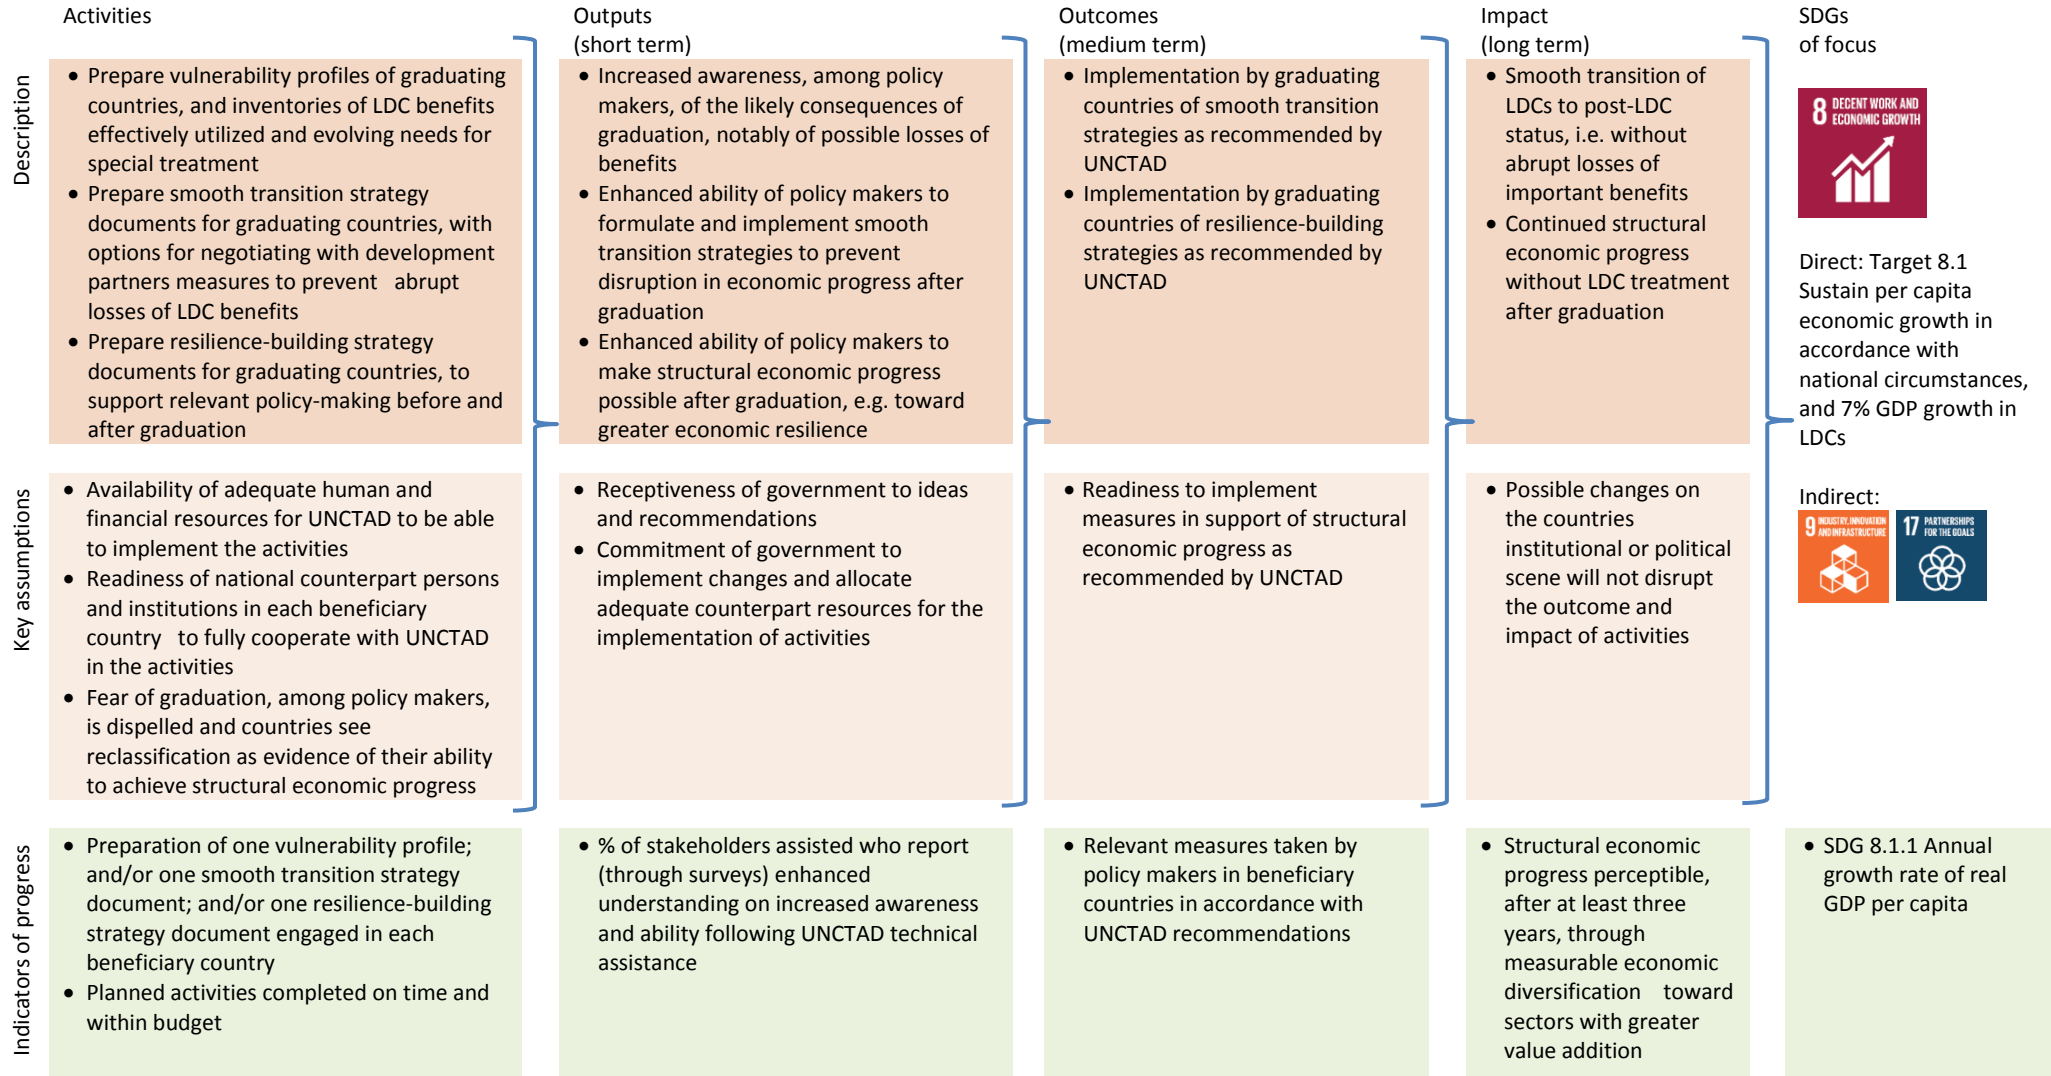 Activities
Outputs
(short term)
Outcomes
(medium term)
Impact
(long term)
SDGs
of focus
Description
• Prepare vulnerability profiles of graduating
countries, and inventories of LDC benefits
effectively utilized and evolving needs for
special treatment
• Prepare smooth transition strategy
documents for graduating countries, with
options for negotiating with development
partners measures to prevent abrupt
losses of LDC benefits
• Prepare resilience-building strategy
documents for graduating countries, to
support relevant policy-making before and
after graduation
• Increased awareness, among policy
makers, of the likely consequences of
graduation, notably of possible losses of
benefits
• Enhanced ability of policy makers to
formulate and implement smooth
transition strategies to prevent
disruption in economic progress after
graduation
• Enhanced ability of policy makers to
make structural economic progress
possible after graduation, e.g. toward
greater economic resilience
• Implementation by graduating
countries of smooth transition
strategies as recommended by
UNCTAD
• Implementation by graduating
countries of resilience-building
strategies as recommended by
UNCTAD
• Smooth transition of
LDCs to post-LDC
status, i.e. without
abrupt losses of
important benefits
• Continued structural
economic progress
without LDC treatment
after graduation
8 DECENT WORK AND
ECONOMIC GROWTH
Direct: Target 8.1
Sustain per capita
economic growth in
accordance with
national circumstances,
and 7% GDP growth in
LDCs
Key assumptions
• Availability of adequate human and
financial resources for UNCTAD to be able
to implement the activities
• Readiness of national counterpart persons
and institutions in each beneficiary
country to fully cooperate with UNCTAD
in the activities
• Fear of graduation, among policy makers,
is dispelled and countries see
reclassification as evidence of their ability
to achieve structural economic progress
• Receptiveness of government to ideas
and recommendations
• Commitment of government to
implement changes and allocate
adequate counterpart resources for the
implementation of activities
• Readiness to implement
measures in support of structural
economic progress as
recommended by UNCTAD
• Possible changes on
the countries
institutional or political
scene will not disrupt
the outcome and
impact of activities
Indirect:
9 INDUSTRY, INNOVATION
AND INFRASTRUCTURE
17 PARTNERSHIPS
FOR THE GOALS
Indicators of progress
• Preparation of one vulnerability profile;
and/or one smooth transition strategy
document; and/or one resilience-building
strategy document engaged in each
beneficiary country
• Planned activities completed on time and
within budget
• % of stakeholders assisted who report
(through surveys) enhanced
understanding on increased awareness
and ability following UNCTAD technical
assistance
• Relevant measures taken by
policy makers in beneficiary
countries in accordance with
UNCTAD recommendations
• Structural economic
progress perceptible,
after at least three
years, through
measurable economic
diversification toward
sectors with greater
value addition
• SDG 8.1.1 Annual
growth rate of real
GDP per capita